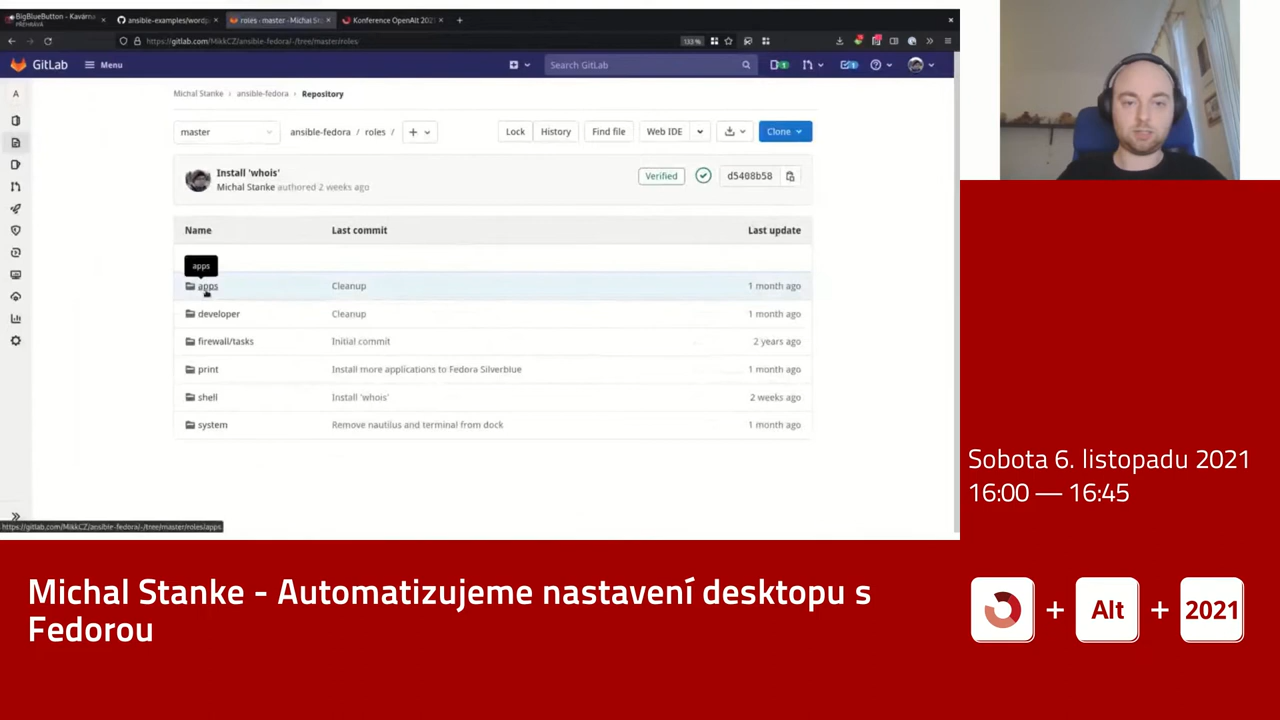 BigBlueButton - Kavárna
PŘEHRÁVÁ
ansible-examples/wordp
roles · master · Michal St
Konference OpenAlt 2021
https://gitlab.com/MikkCZ/ansible-fedora/-/tree/master/roles
133 %
GitLab
Menu
Search GitLab
1
1
A
Michal Stanke › ansible-fedora › Repository
master
ansible-fedora / roles /
+
Lock
History
Find file
Web IDE
Clone
Install 'whois'
Michal Stanke authored 2 weeks ago
Verified
d5408b58
Name
Last commit
Last update
apps
apps
Cleanup
1 month ago
developer
Cleanup
1 month ago
firewall/tasks
Initial commit
2 years ago
print
Install more applications to Fedora Silverblue
1 month ago
shell
Install 'whois'
2 weeks ago
system
Remove nautilus and terminal from dock
1 month ago
https://gitlab.com/MikkCZ/ansible-fedora/-/tree/master/roles/apps
Sobota 6. listopadu 2021
16:00 — 16:45
Michal Stanke - Automatizujeme nastavení desktopu s
Fedorou
+ Alt + 2021